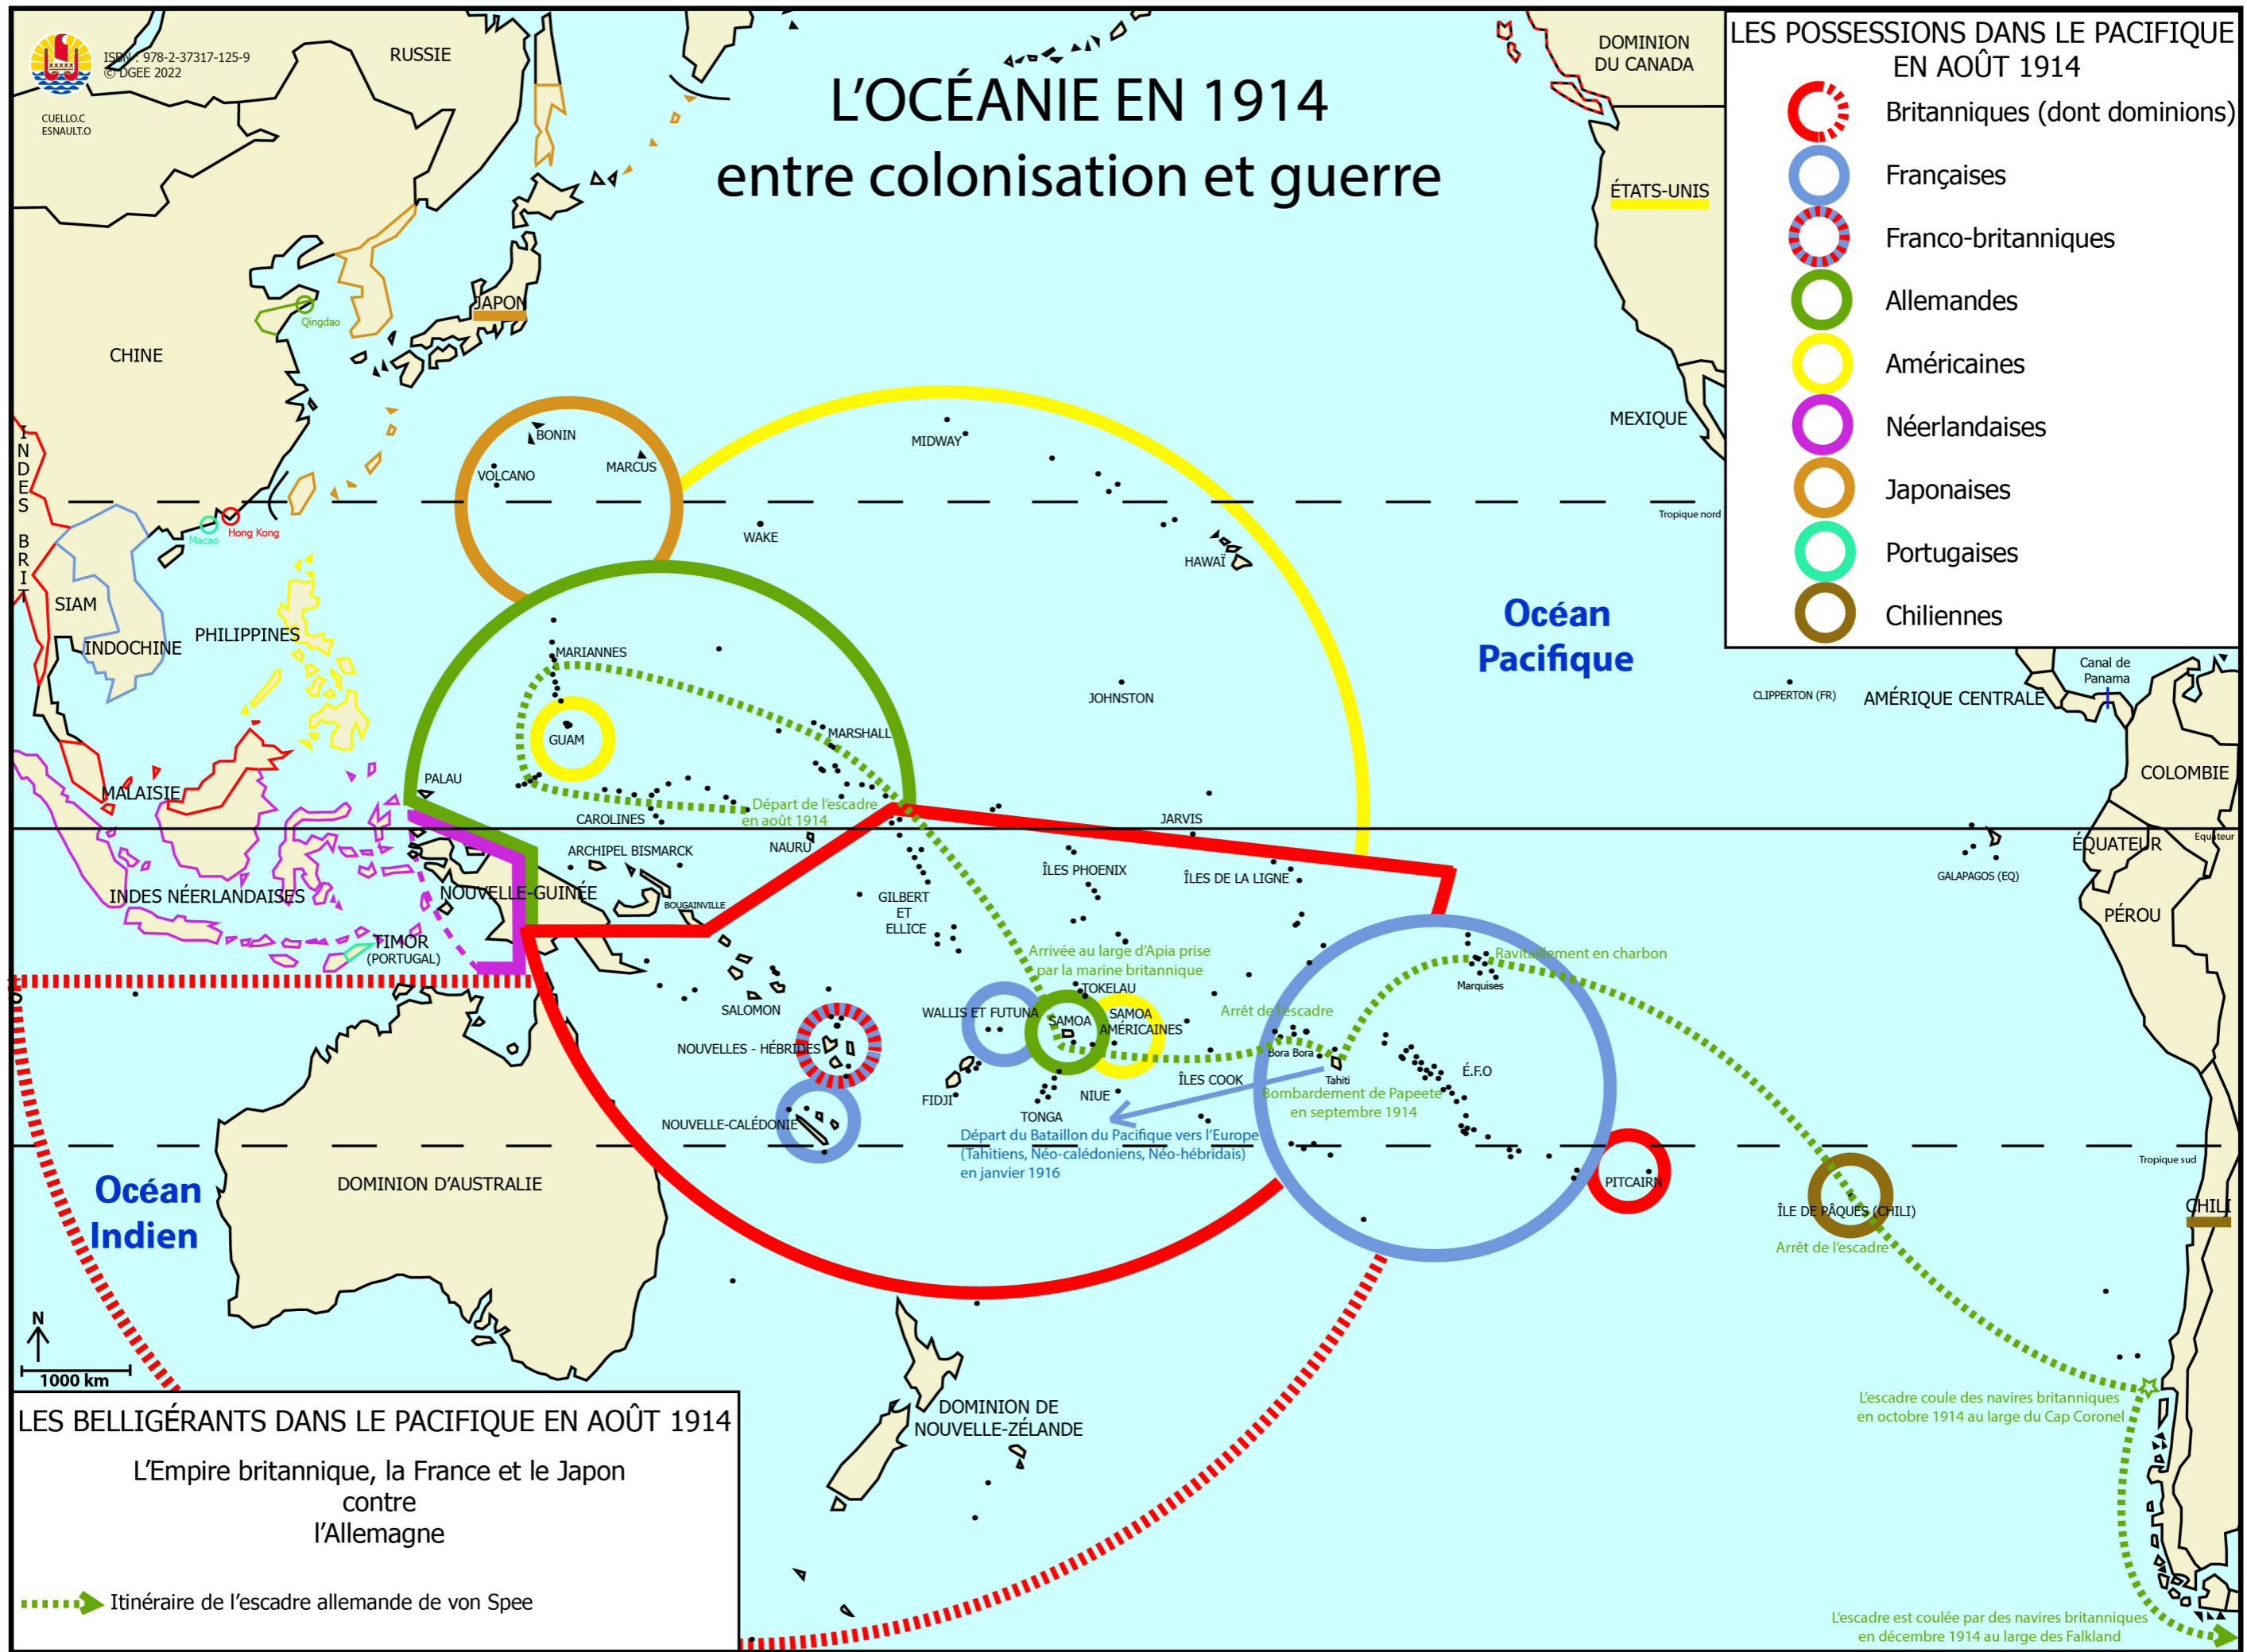 ISBN : 978-2-37317-125-9
© DGEE 2022
CUELLO.C
ESNAULT.O
L'OCÉANIE EN 1914
entre colonisation et guerre
LES POSSESSIONS DANS LE PACIFIQUE
EN AOÛT 1914
Britanniques (dont dominions)
Françaises
Franco-britanniques
Allemandes
Américaines
Néerlandaises
Japonaises
Portugaises
Chiliennes
RUSSIE
DOMINION
DU CANADA
ÉTATS-UNIS
JAPON
Qingdao
CHINE
MEXIQUE
INDES BRIT
BONIN
VOLCANO
MARCUS
MIDWAY
Tropique nord
Macao
Hong Kong
WAKE
HAWAÏ
SIAM
INDOCHINE
PHILIPPINES
Océan
Pacifique
MARIANNES
JOHNSTON
CLIPPERTON (FR)
AMÉRIQUE CENTRALE
Canal de
Panama
GUAM
MARSHALL
PALAU
MALAISIE
COLOMBIE
CAROLINES
Départ de l'escadre
en août 1914
JARVIS
NAURU
ARCHIPEL BISMARCK
Equateur
ÉQUATEUR
GALAPAGOS (EQ)
ÎLES PHOENIX
ÎLES DE LA LIGNE
INDES NÉERLANDAISES
NOUVELLE-GUINÉE
BOUGAINVILLE
GILBERT
ET
ELLICE
PÉROU
TIMOR
(PORTUGAL)
Arrivée au large d'Apia prise
par la marine britannique
Ravitaillement en charbon
Marquises
TOKELAU
SALOMON
WALLIS ET FUTUNA
SAMOA
SAMOA
AMÉRICAINES
Arrêt de l'escadre
NOUVELLES - HÉBRIDES
Bora Bora
Tahiti
É.F.O
ÎLES COOK
FIDJI
TONGA
NIUE
Bombardement de Papeete
en septembre 1914
NOUVELLE-CALÉDONIE
Départ du Bataillon du Pacifique vers l'Europe
(Tahitiens, Néo-calédoniens, Néo-hébridais)
en janvier 1916
Tropique sud
Océan
Indien
DOMINION D'AUSTRALIE
PITCAIRN
ÎLE DE PÂQUES (CHILI)
Arrêt de l'escadre
CHILI
N
1000 km
DOMINION DE
NOUVELLE-ZÉLANDE
L'escadre coule des navires britanniques
en octobre 1914 au large du Cap Coronel
LES BELLIGÉRANTS DANS LE PACIFIQUE EN AOÛT 1914
L'Empire britannique, la France et le Japon
contre
l'Allemagne
Itinéraire de l'escadre allemande de von Spee
L'escadre est coulée par des navires britanniques
en décembre 1914 au large des Falkland